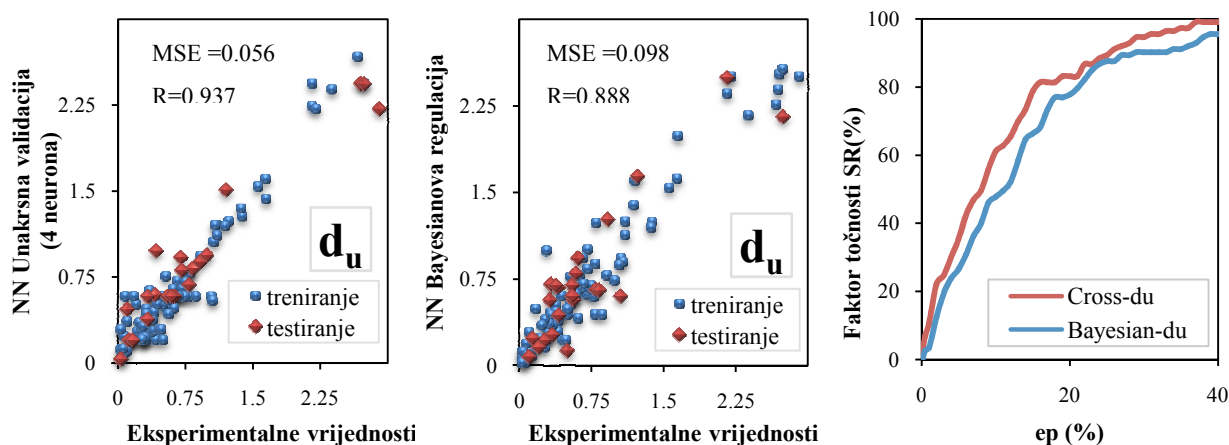 NN Unakrsna validacija
(4 neurona)
MSE =0.056
R=0.937
2.25
1.5
0.75
0
d_u
treniranje
testiranje
0 0.75 1.5 2.25
Eksperimentalne vrijednosti
NN Bayesianova regulacija
MSE =0.098
R=0.888
2.25
1.5
0.75
0
d_u
treniranje
testiranje
0 0.75 1.5 2.25
Eksperimentalne vrijednosti
Faktor točnosti SR(%)
100
80
60
40
20
0
Cross-du
Bayesian-du
0 20 40
ep (%)